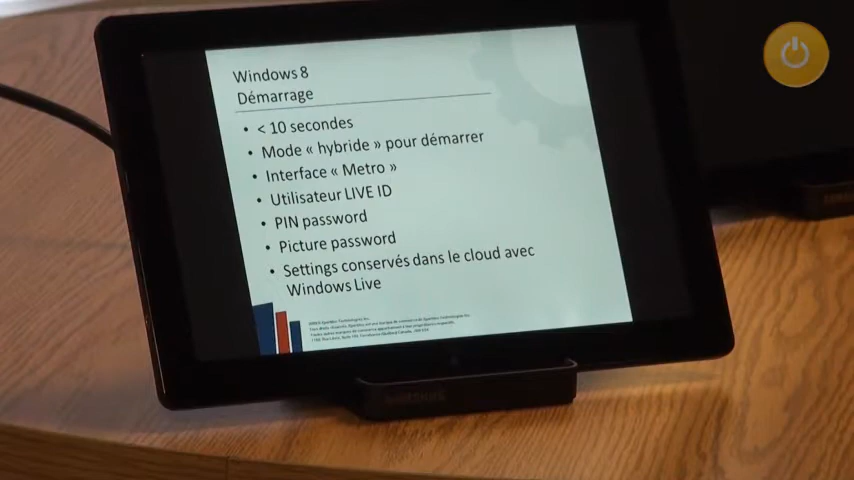 Windows 8
Démarrage
• < 10 secondes
• Mode « hybride » pour démarrer
• Interface « Metro »
• Utilisateur LIVE ID
• PIN password
• Picture password
• Settings conservés dans le cloud avec
Windows Live